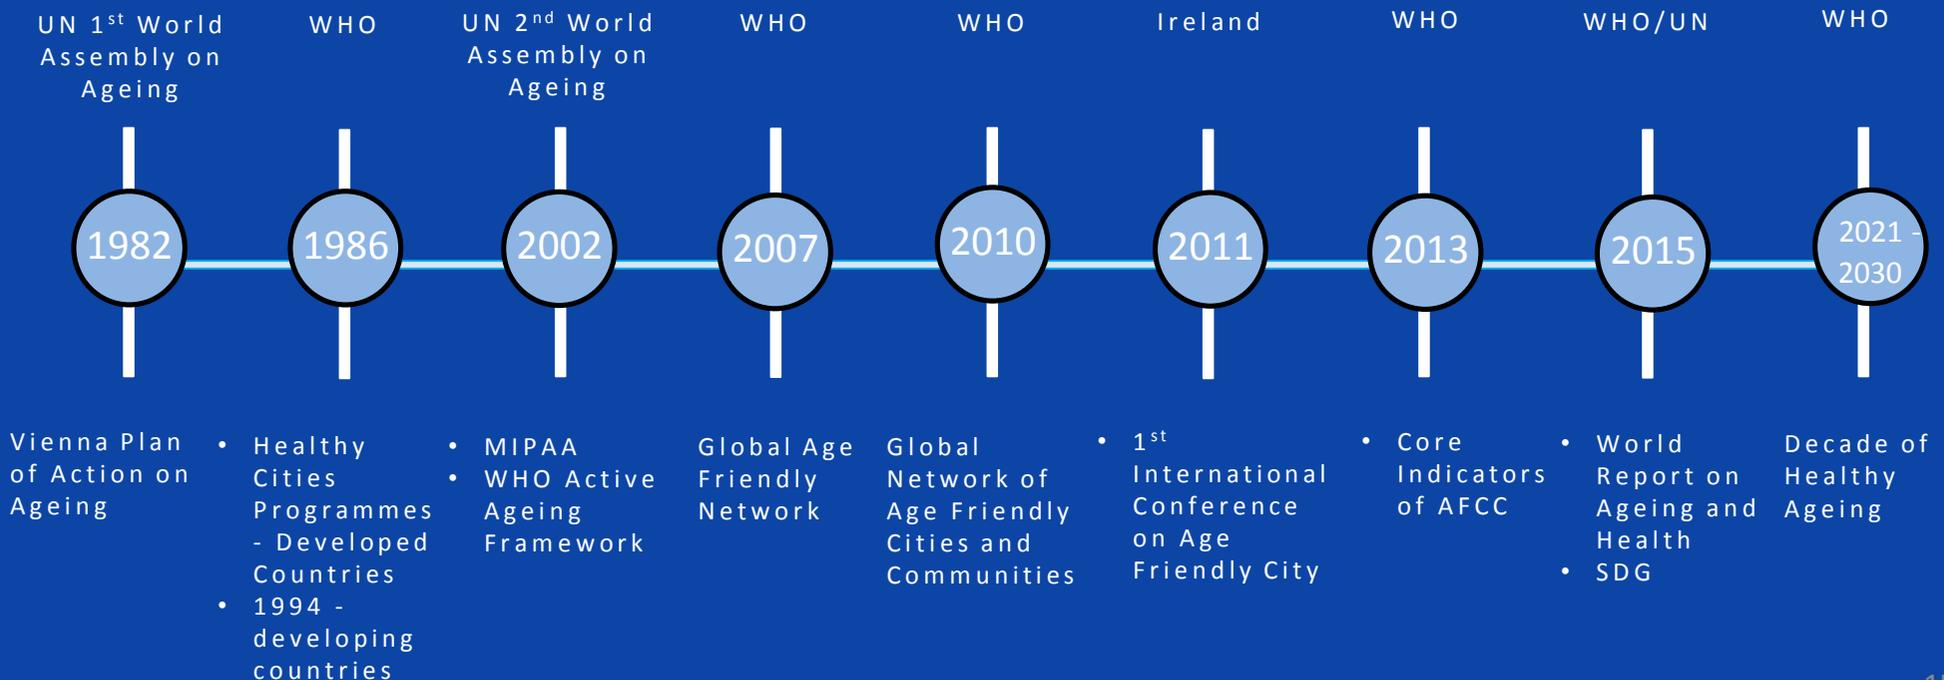 UN 1st World
Assembly on
Ageing
WHO
UN 2nd World
Assembly on
Ageing
WHO
WHO
Ireland
WHO
WHO/UN
WHO
1982
1986
2002
2007
2010
2011
2013
2015
2021 -
2030
Vienna Plan
of Action on
Ageing
• Healthy
Cities
Programmes
- Developed
Countries
• 1994 -
developing
countries
• MIPAA
• WHO Active
Ageing
Framework
Global Age
Friendly
Network
Global
Network of
Age Friendly
Cities and
Communities
• 1st
International
Conference
on Age
Friendly City
• Core
Indicators
of AFCC
• World
Report on
Ageing and
Health
• SDG
Decade of
Healthy
Ageing